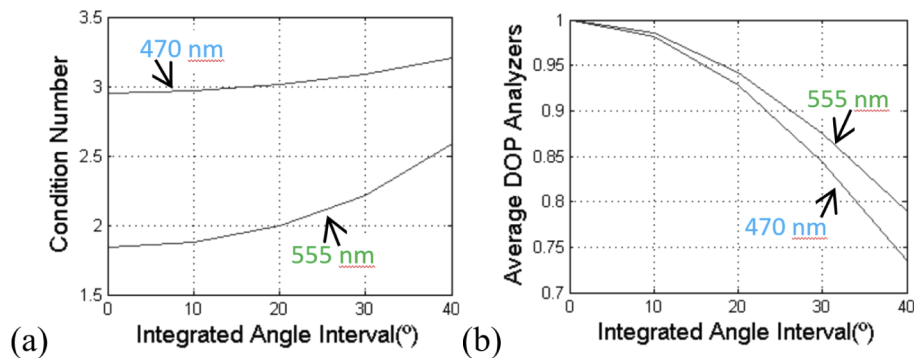 3.5
470 nm
3
Condition Number
2.5
2
555 nm
1.5
0 10 20 30 40
(a) Integrated Angle Interval(º)
1
0.95
555 nm
0.9
Average DOP Analyzers
0.85
0.8
470 nm
0.75
0.7
0 10 20 30 40
(b) Integrated Angle Interval(º)